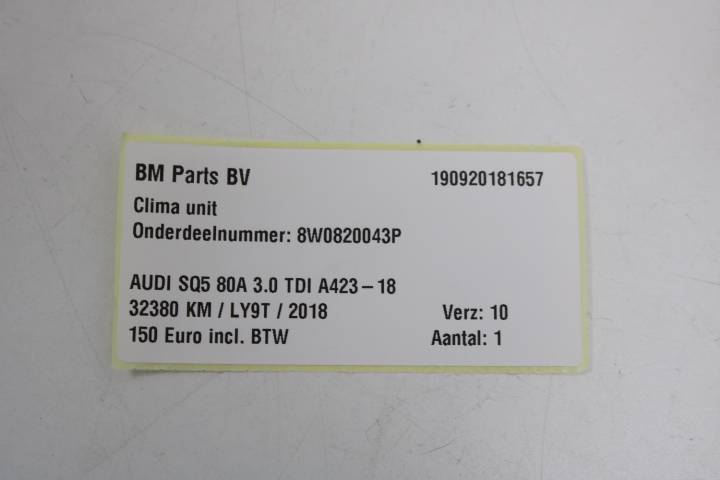 BM Parts BV 190920181657
Clima unit
Onderdeelnummer: 8W0820043P
AUDI SQ5 80A 3.0 TDI A423-18
32380 KM / LY9T / 2018 Verz: 10
150 Euro incl. BTW Aantal: 1